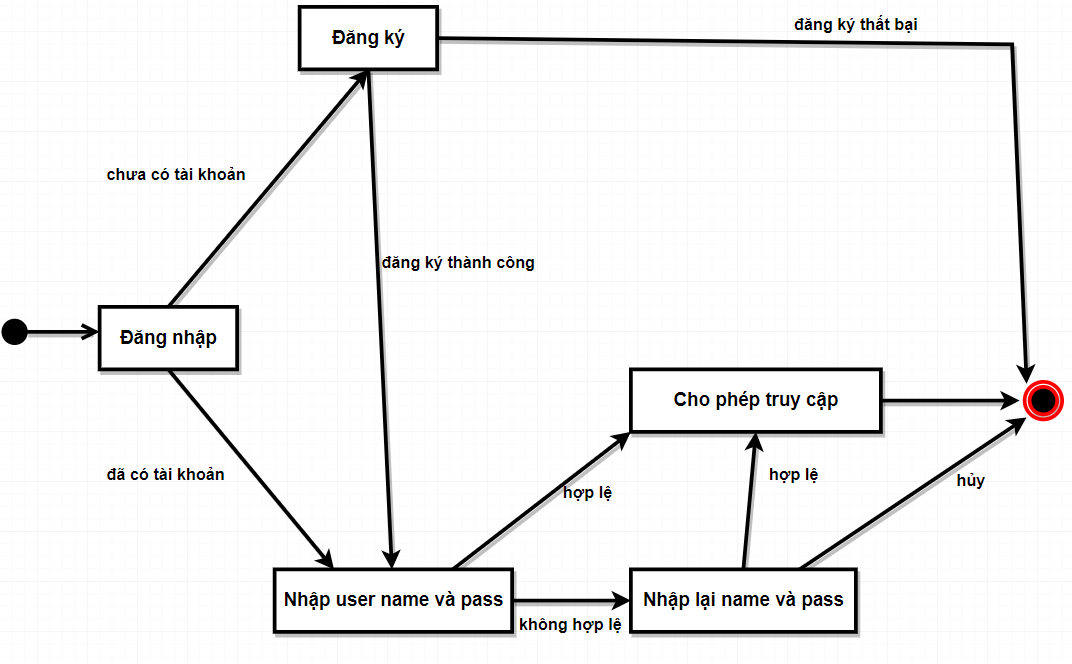 Đăng ký
đăng ký thất bại
chưa có tài khoản
đăng ký thành công
Đăng nhập
Cho phép truy cập
đã có tài khoản
hợp lệ
hợp lệ
hủy
Nhập user name và pass
không hợp lệ
Nhập lại name và pass